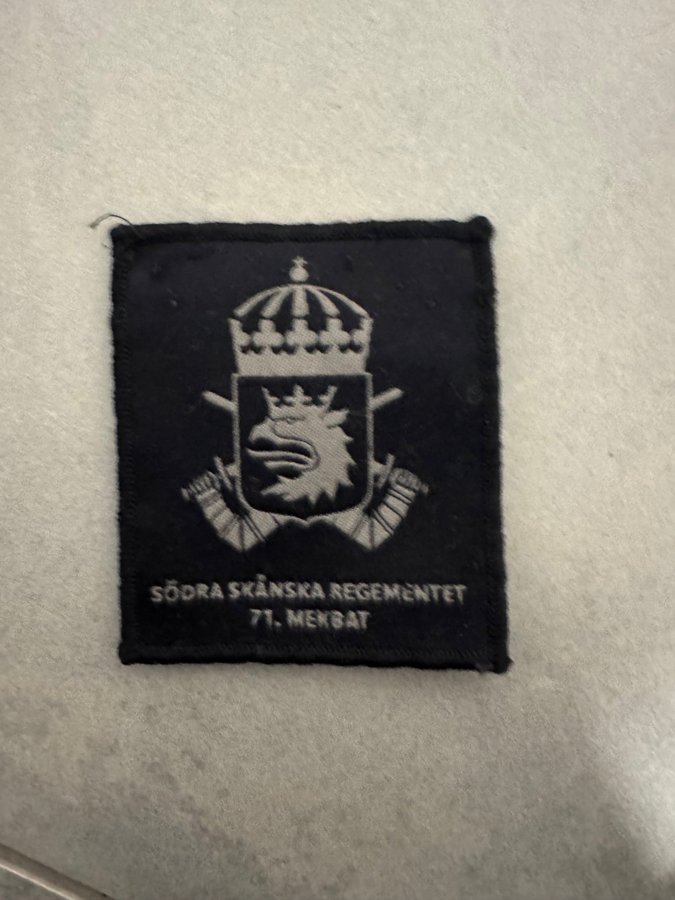 SÖDRA SKÅNSKA REGEMENTET
71. MEKBAT